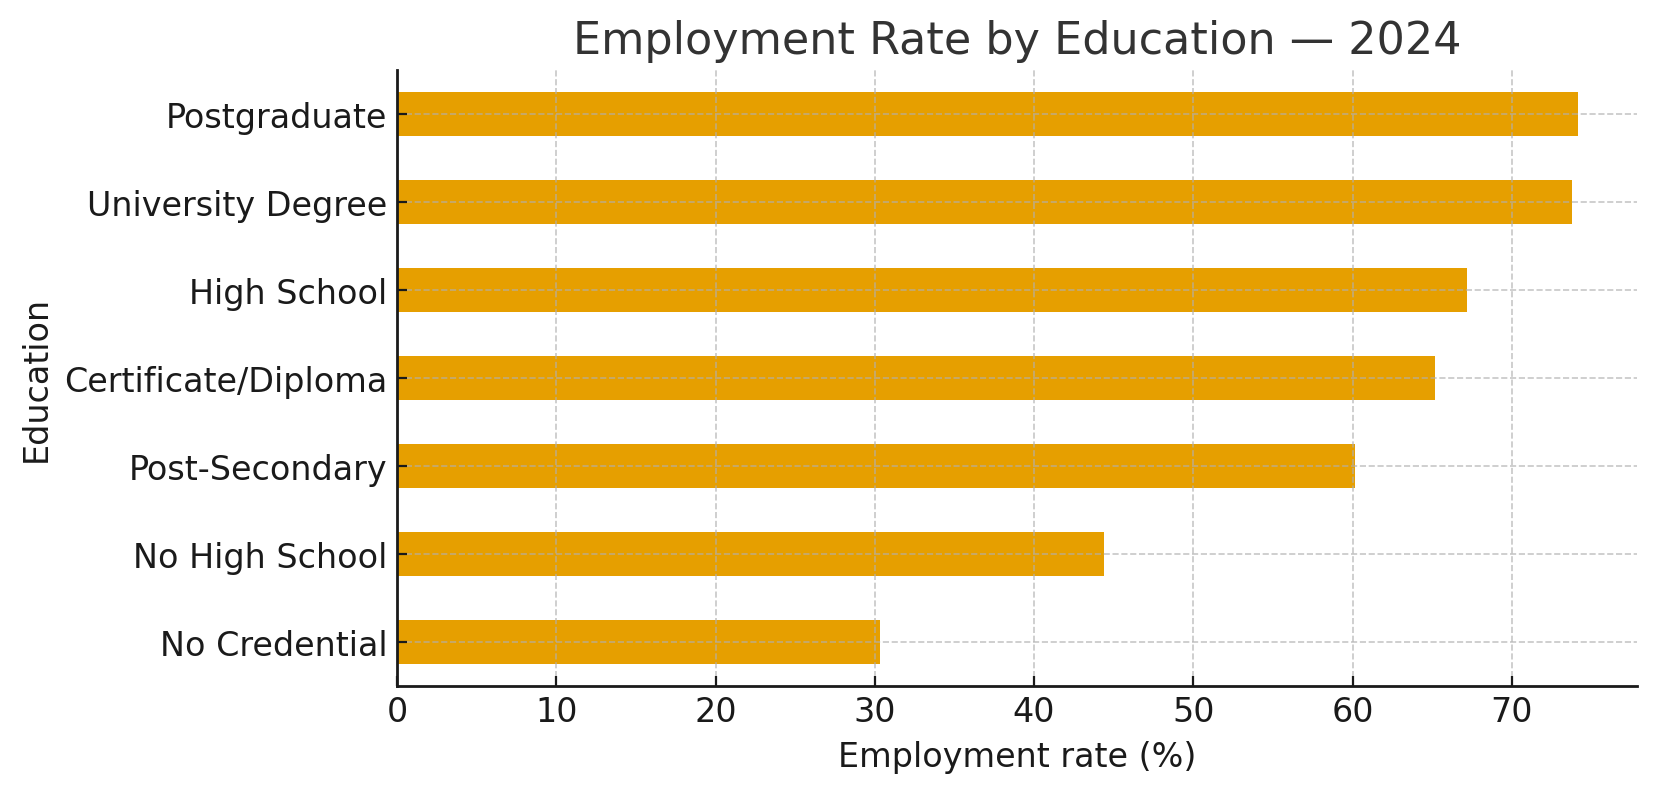 Employment Rate by Education — 2024
Postgraduate
University Degree
High School
Certificate/Diploma
Post-Secondary
No High School
No Credential
Education
0 10 20 30 40 50 60 70
Employment rate (%)